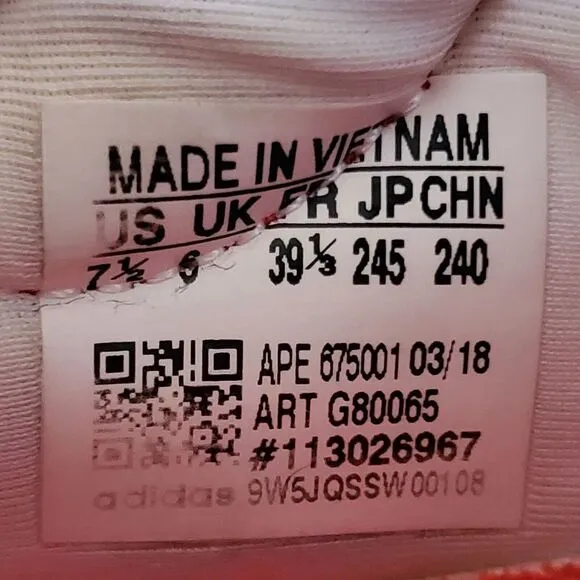 MADE IN VIETNAM
US UK FR JP CHN
7½ 6 39⅓ 245 240
APE 675001 03/18
ART G80065
#113026967
adidas 9W5JQSSW00108